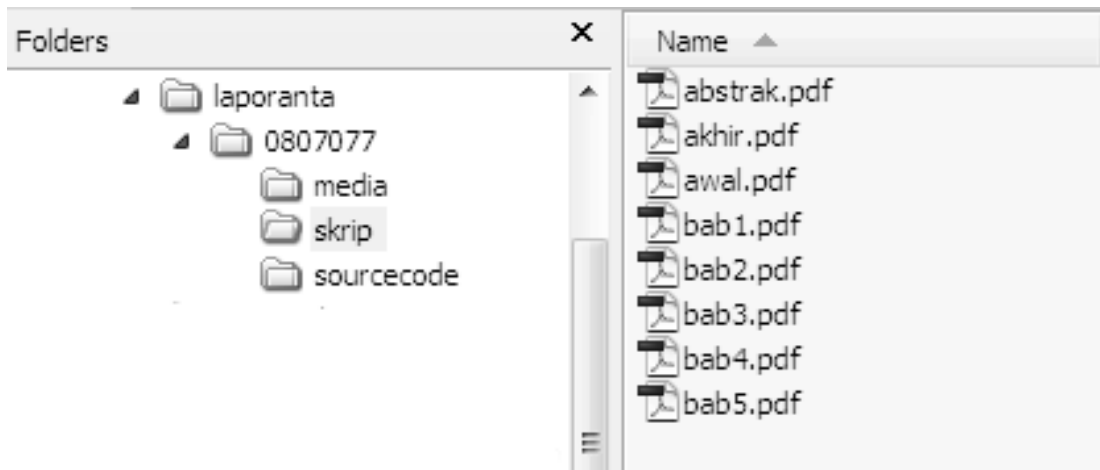 Folders
laporanta
0807077
media
skrip
sourcecode
Name
abstrak.pdf
akhir.pdf
awal.pdf
bab1.pdf
bab2.pdf
bab3.pdf
bab4.pdf
bab5.pdf